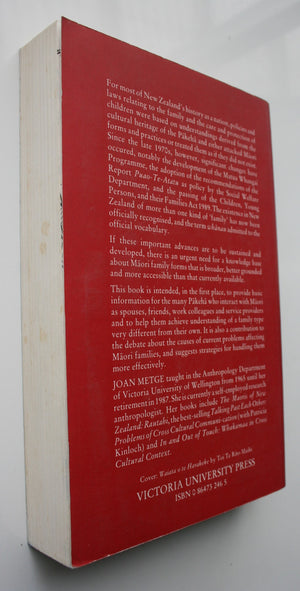 For most of New Zealand's history as a nation, policies and
laws relating to the family and the care and protection of
children were based on understandings derived from the
cultural heritage of the Pākehā and either attacked Māori
forms and practices or treated them as if they did not exist.
Since the late 1970s, however, significant changes have
occured, notably the development of the Matua Whangai
Programme, the adoption of the recommendations of the
Report Puao-Te-Atatu as policy by the Social Welfare
Department, and the passing of the Children, Young
Persons, and their Families Act 1989. The existence in New
Zealand of more than one kind of 'family' has now been
officially recognised, and the term whānau admitted to the
official vocabulary.
If these important advances are to be sustained and
developed, there is an urgent need for a knowledge base
about Māori family forms that is broader, better grounded
and more accessible than that currently available.
This book is intended, in the first place, to provide basic
information for the many Pākehā who interact with Māori
as spouses, friends, work colleagues and service providers
and to help them achieve understanding of a family type
very different from their own. It is also a contribution to
the debate about the causes of current problems affecting
Māori families, and suggests strategies for handling them
more effectively.
JOAN METGE taught in the Anthropology Department
of Victoria University of Wellington from 1965 until her
retirement in 1987. She is currently a self-employed research
anthropologist. Her books include The Maoris of New
Zealand: Rautahi, the best-selling Talking Past Each Other:
Problems of Cross Cultural Commun-cation (with Patricia
Kinloch) and In and Out of Touch: Whakamaa in Cross
Cultural Context.
Cover: Waiata o te Harakeke by Toi Te Rito Maihi
VICTORIA UNIVERSITY PRESS
ISBN 0 86473 246 5